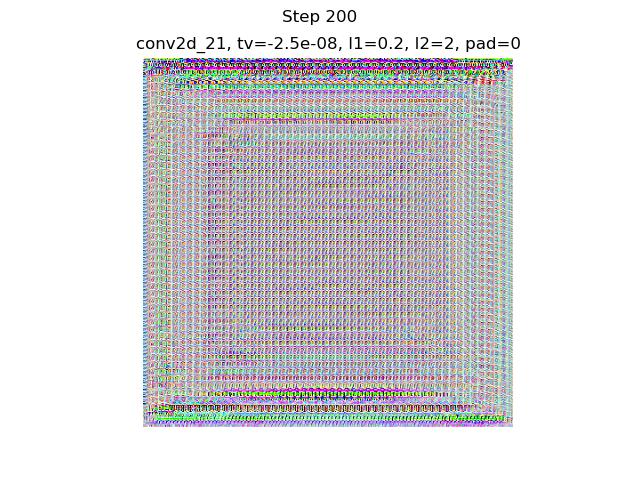 Step 200
conv2d_21, tv=-2.5e-08, l1=0.2, l2=2, pad=0